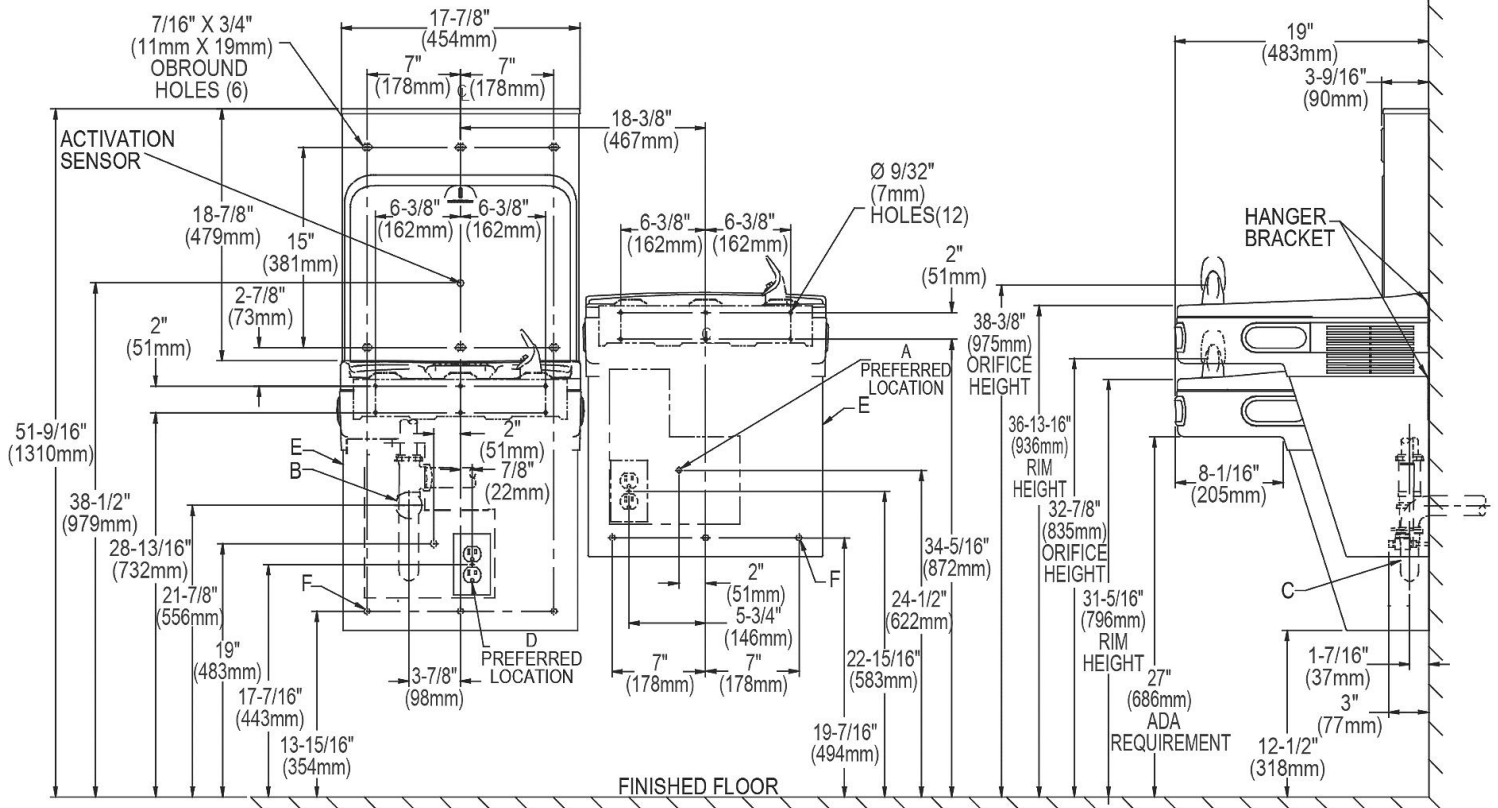 7/16" X 3/4"
(11mm X 19mm)
OBROUND
HOLES (6)
17-7/8"
(454mm)
7"
(178mm)
7"
(178mm)
℄
18-3/8"
(467mm)
ACTIVATION
SENSOR
18-7/8"
(479mm)
15"
(381mm)
2-7/8"
(73mm)
2"
(51mm)
6-3/8"
(162mm)
6-3/8"
(162mm)
6-3/8"
(162mm)
6-3/8"
(162mm)
Ø 9/32"
(7mm)
HOLES(12)
2"
(51mm)
℄
A
PREFERRED
LOCATION
E
E
B
2"
(51mm)
7/8"
(22mm)
51-9/16"
(1310mm)
38-1/2"
(979mm)
28-13/16"
(732mm)
21-7/8"
(556mm)
19"
(483mm)
17-7/16"
(443mm)
13-15/16"
(354mm)
F
3-7/8"
(98mm)
D
PREFERRED
LOCATION
F
2"
(51mm)
5-3/4"
(146mm)
7"
(178mm)
7"
(178mm)
34-5/16"
(872mm)
24-1/2"
(622mm)
22-15/16"
(583mm)
19-7/16"
(494mm)
FINISHED FLOOR
19"
(483mm)
3-9/16"
(90mm)
HANGER
BRACKET
38-3/8"
(975mm)
ORIFICE
HEIGHT
36-13-16"
(936mm)
RIM
HEIGHT
32-7/8"
(835mm)
ORIFICE
HEIGHT
31-5/16"
(796mm)
RIM
HEIGHT
27"
(686mm)
ADA
REQUIREMENT
8-1/16"
(205mm)
C
1-7/16"
(37mm)
3"
(77mm)
12-1/2"
(318mm)